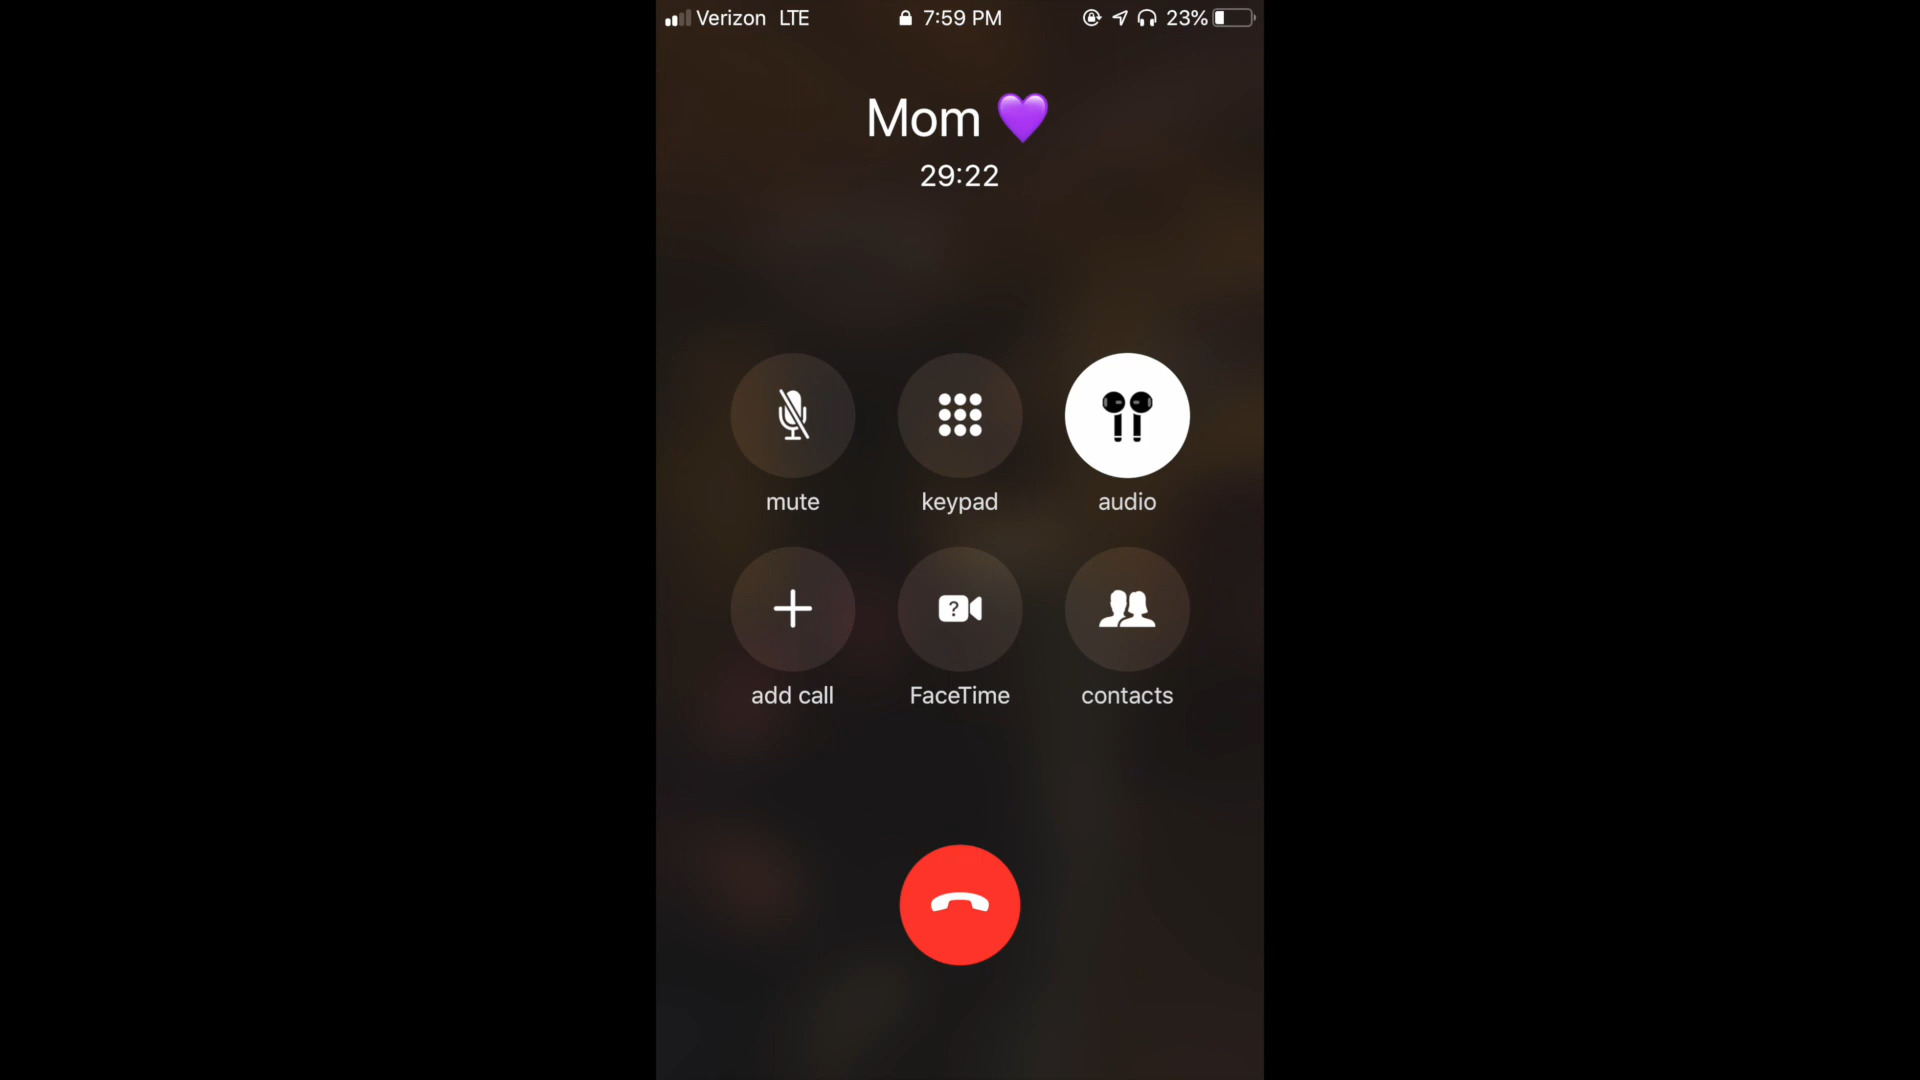 Verizon LTE 7:59 PM 23%
Mom 💜
29:22
mute keypad audio
add call FaceTime contacts